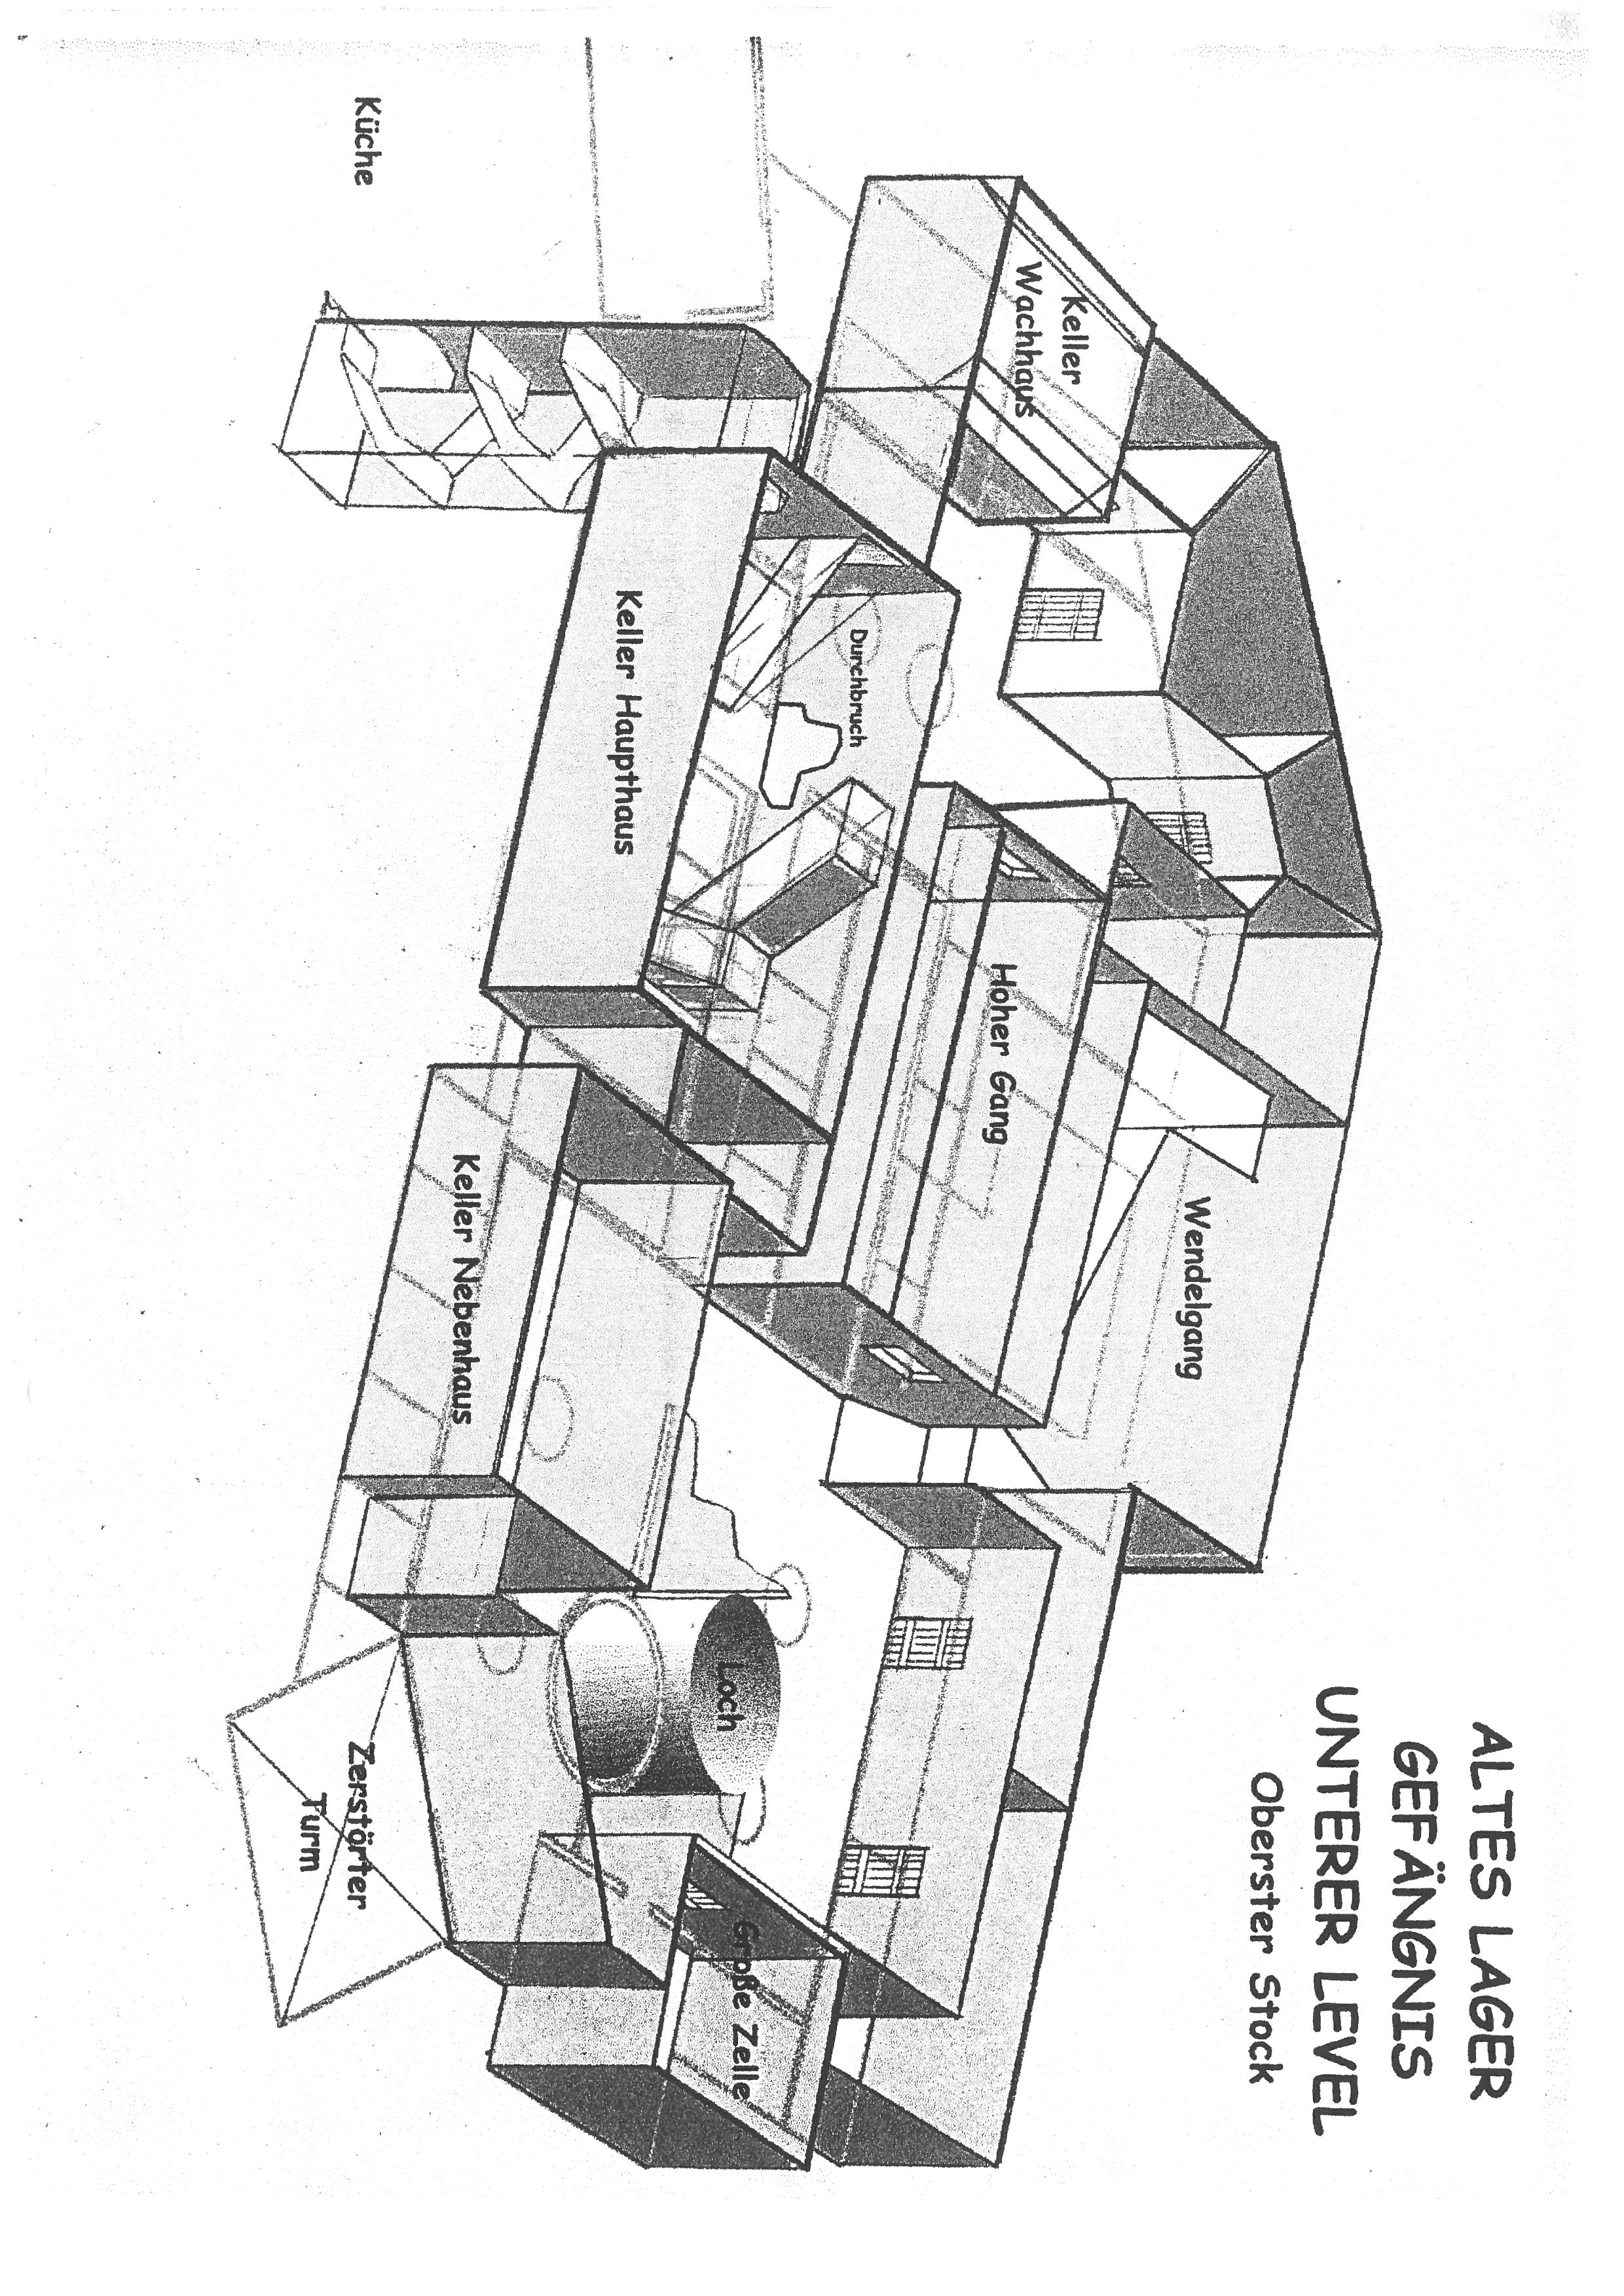 ALTES LAGER
GEFÄNGNIS
UNTERER LEVEL
Oberster Stock
Keller
Wachhaus
Wendelgang
Hoher Gang
Durchbruch
Große Zelle
Loch
Keller Haupthaus
Keller Nebenhaus
Küche
Zerstörter
Turm